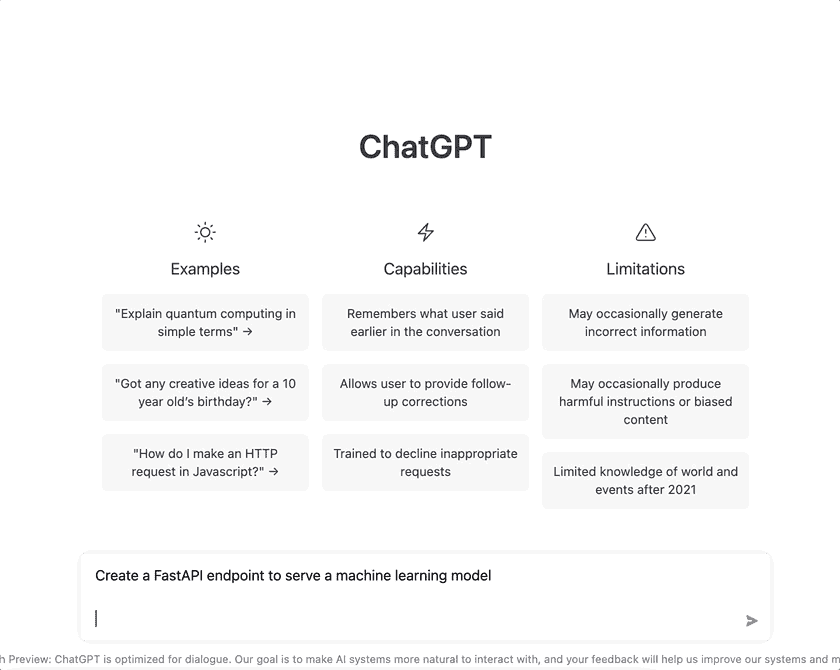 ChatGPT
Examples
"Explain quantum computing in
simple terms" →
"Got any creative ideas for a 10
year old's birthday?" →
"How do I make an HTTP
request in Javascript?" →
Capabilities
Remembers what user said
earlier in the conversation
Allows user to provide follow-
up corrections
Trained to decline inappropriate
requests
Limitations
May occasionally generate
incorrect information
May occasionally produce
harmful instructions or biased
content
Limited knowledge of world and
events after 2021
Create a FastAPI endpoint to serve a machine learning model
Preview: ChatGPT is optimized for dialogue. Our goal is to make AI systems more natural to interact with, and your feedback will help us improve our systems and